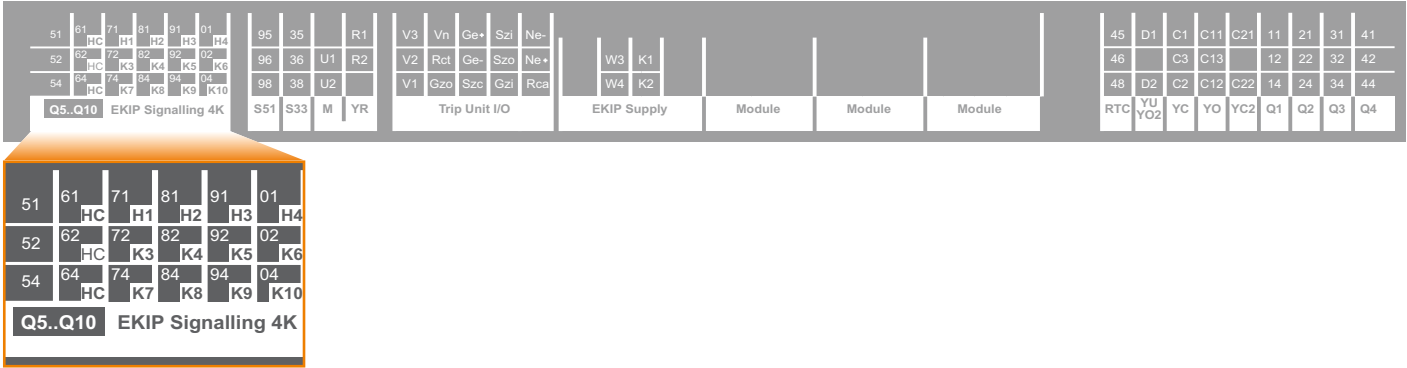 51 61 HC 71 H1 81 H2 91 H3 01 H4 95 35 R1 V3 Vn Ge+ Szi Ne- 45 D1 C1 C11 C21 11 21 31 41
52 62 HC 72 K3 82 K4 92 K5 02 K6 96 36 U1 R2 V2 Rct Ge- Szo Ne+ W3 K1 46 C3 C13 12 22 32 42
54 64 HC 74 K7 84 K8 94 K9 04 K10 98 38 U2 V1 Gzo Szc Gzi Rca W4 K2 48 D2 C2 C12 C22 14 24 34 44
Q5..Q10 EKIP Signalling 4K S51 S33 M YR Trip Unit I/O EKIP Supply Module Module Module RTC YU YO2 YC YO YC2 Q1 Q2 Q3 Q4
51 61 HC 71 H1 81 H2 91 H3 01 H4
52 62 HC 72 K3 82 K4 92 K5 02 K6
54 64 HC 74 K7 84 K8 94 K9 04 K10
Q5..Q10 EKIP Signalling 4K